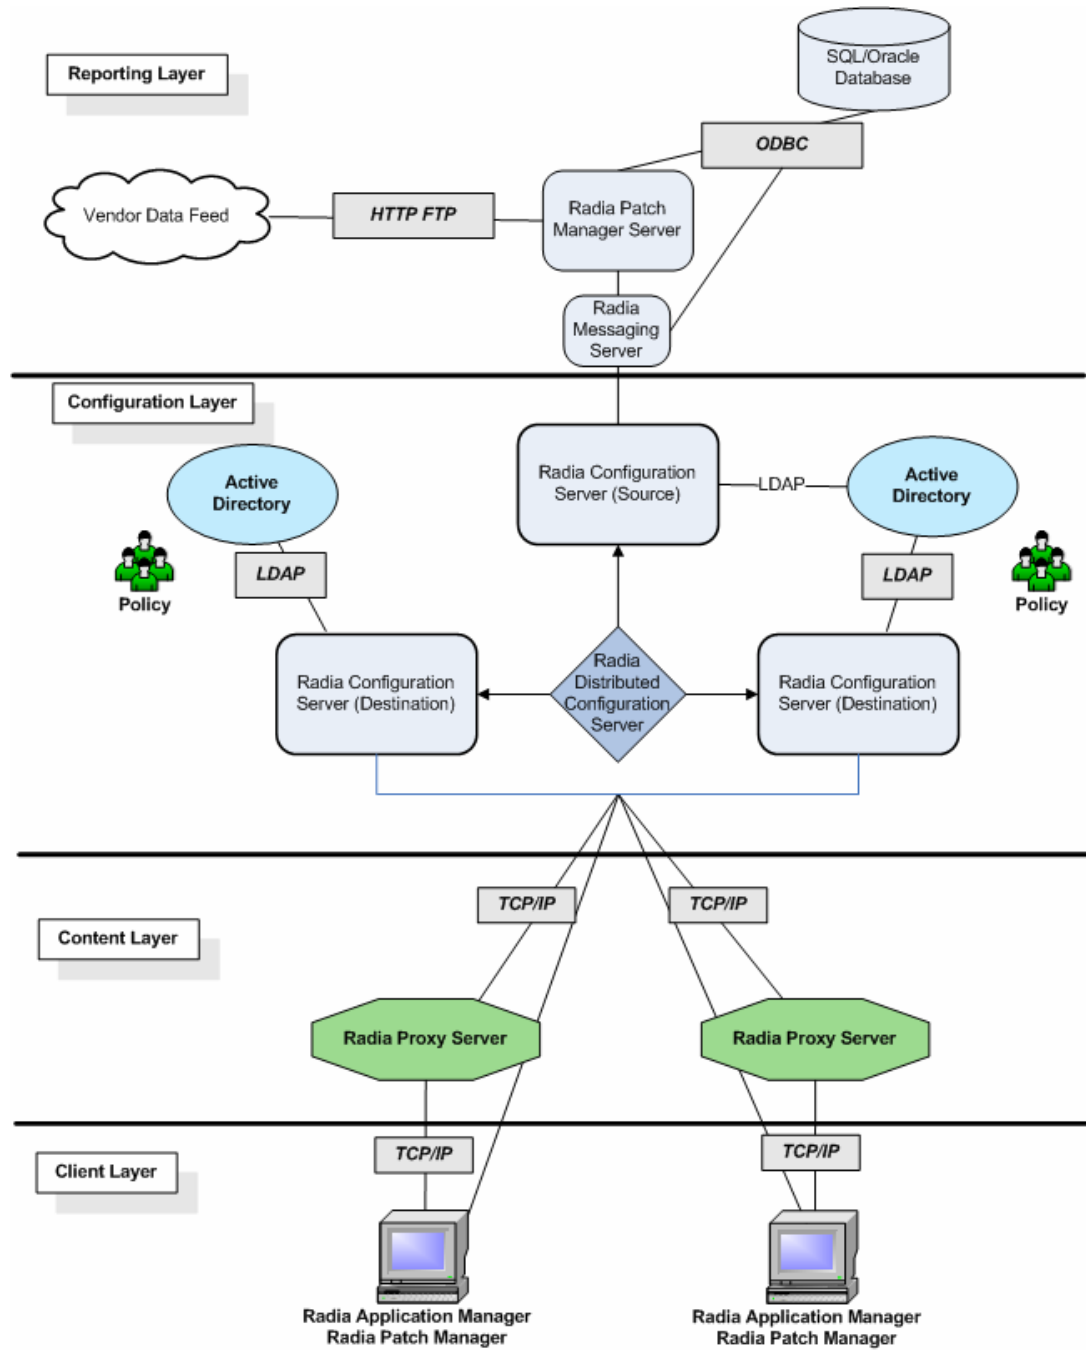 Reporting Layer
SQL/Oracle
Database
ODBC
Vendor Data Feed
HTTP FTP
Radia Patch
Manager Server
Radia
Messaging
Server
Configuration Layer
Active
Directory
Radia Configuration
Server (Source)
LDAP
Active
Directory
LDAP
LDAP
Policy
Policy
Radia Configuration
Server (Destination)
Radia
Distributed
Configuration
Server
Radia Configuration
Server (Destination)
TCP/IP
TCP/IP
Content Layer
Radia Proxy Server
Radia Proxy Server
Client Layer
TCP/IP
TCP/IP
Radia Application Manager
Radia Patch Manager
Radia Application Manager
Radia Patch Manager